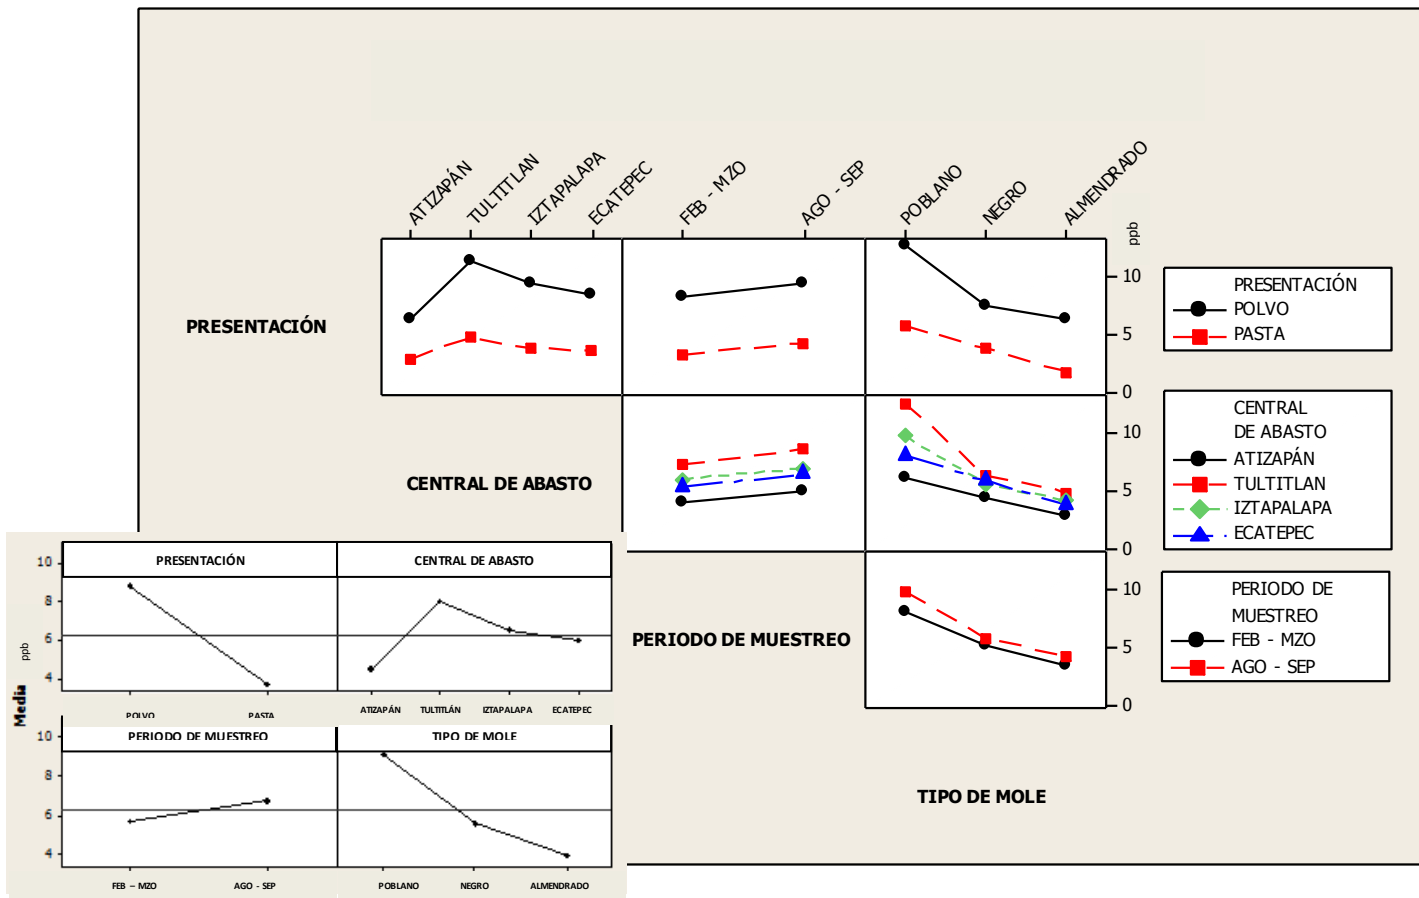 ATIZAPÁN
TULTITLAN
IZTAPALAPA
ECATEPEC
FEB - MZO
AGO - SEP
POBLANO
NEGRO
ALMENDRADO
ppb
10
5
0
PRESENTACIÓN
PRESENTACIÓN
POLVO
PASTA
10
5
0
CENTRAL DE ABASTO
CENTRAL
DE ABASTO
ATIZAPÁN
TULTITLAN
IZTAPALAPA
ECATEPEC
10
5
0
PERIODO DE MUESTREO
PERIODO DE
MUESTREO
FEB - MZO
AGO - SEP
TIPO DE MOLE
Media
ppb
PRESENTACIÓN
CENTRAL DE ABASTO
10
8
6
4
POLVO
PASTA
ATIZAPÁN
TULTITLÁN
IZTAPALAPA
ECATEPEC
PERIODO DE MUESTREO
TIPO DE MOLE
10
8
6
4
FEB – MZO
AGO - SEP
POBLANO
NEGRO
ALMENDRADO